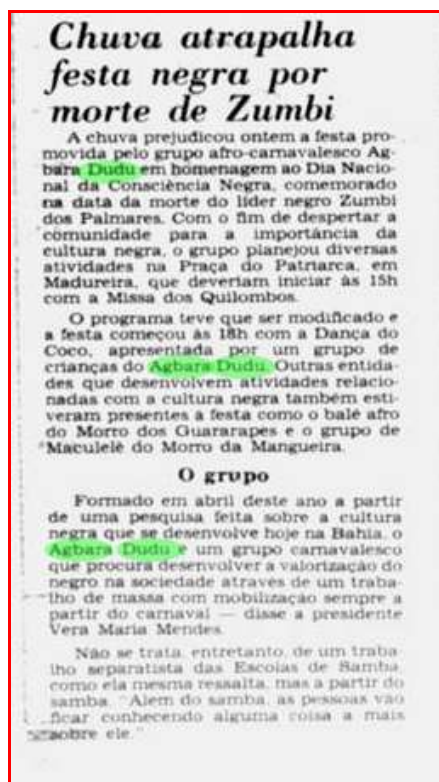 Chuva atrapalha
festa negra por
morte de Zumbi
A chuva prejudicou ontem a festa pro-
movida pelo grupo afro-carnavalesco Ag-
bara Dudu em homenagem ao Dia Nacio-
nal da Consciência Negra, comemorado
na data da morte do líder negro Zumbi
dos Palmares. Com o fim de despertar a
comunidade para a importância da
cultura negra, o grupo planejou diversas
atividades na Praça do Patriarca, em
Madureira, que deveriam iniciar às 15h
com a Missa dos Quilombos.
O programa teve que ser modificado e
a festa começou às 18h com a Dança do
Coco, apresentada por um grupo de
crianças do Agbara Dudu. Outras entida-
des que desenvolvem atividades relacio-
nadas com a cultura negra também esti-
veram presentes a festa como o balé afro
do Morro dos Guararapes e o grupo de
Maculelê do Morro da Mangueira.
O grupo
Formado em abril deste ano a partir
de uma pesquisa feita sobre a cultura
negra que se desenvolve hoje na Bahia, o
Agbara Dudu e um grupo carnavalesco
que procura desenvolver a valorização do
negro na sociedade através de um traba-
lho de massa com mobilização sempre a
partir do carnaval — disse a presidente
Vera Maria Mendes.
Não se trata, entretanto, de um traba-
lho separatista das Escolas de Samba,
como ela mesma ressalta, mas a partir do
samba. "Alem do samba, as pessoas vão
ficar conhecendo alguma coisa a mais
sobre ele."